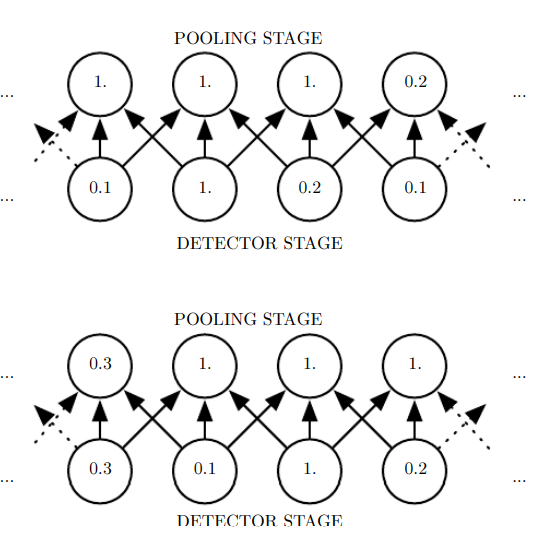 POOLING STAGE
... 1. 1. 1. 0.2 ...
... 0.1 1. 0.2 0.1 ...
DETECTOR STAGE
POOLING STAGE
... 0.3 1. 1. 1. ...
... 0.3 0.1 1. 0.2 ...
DETECTOR STAGE